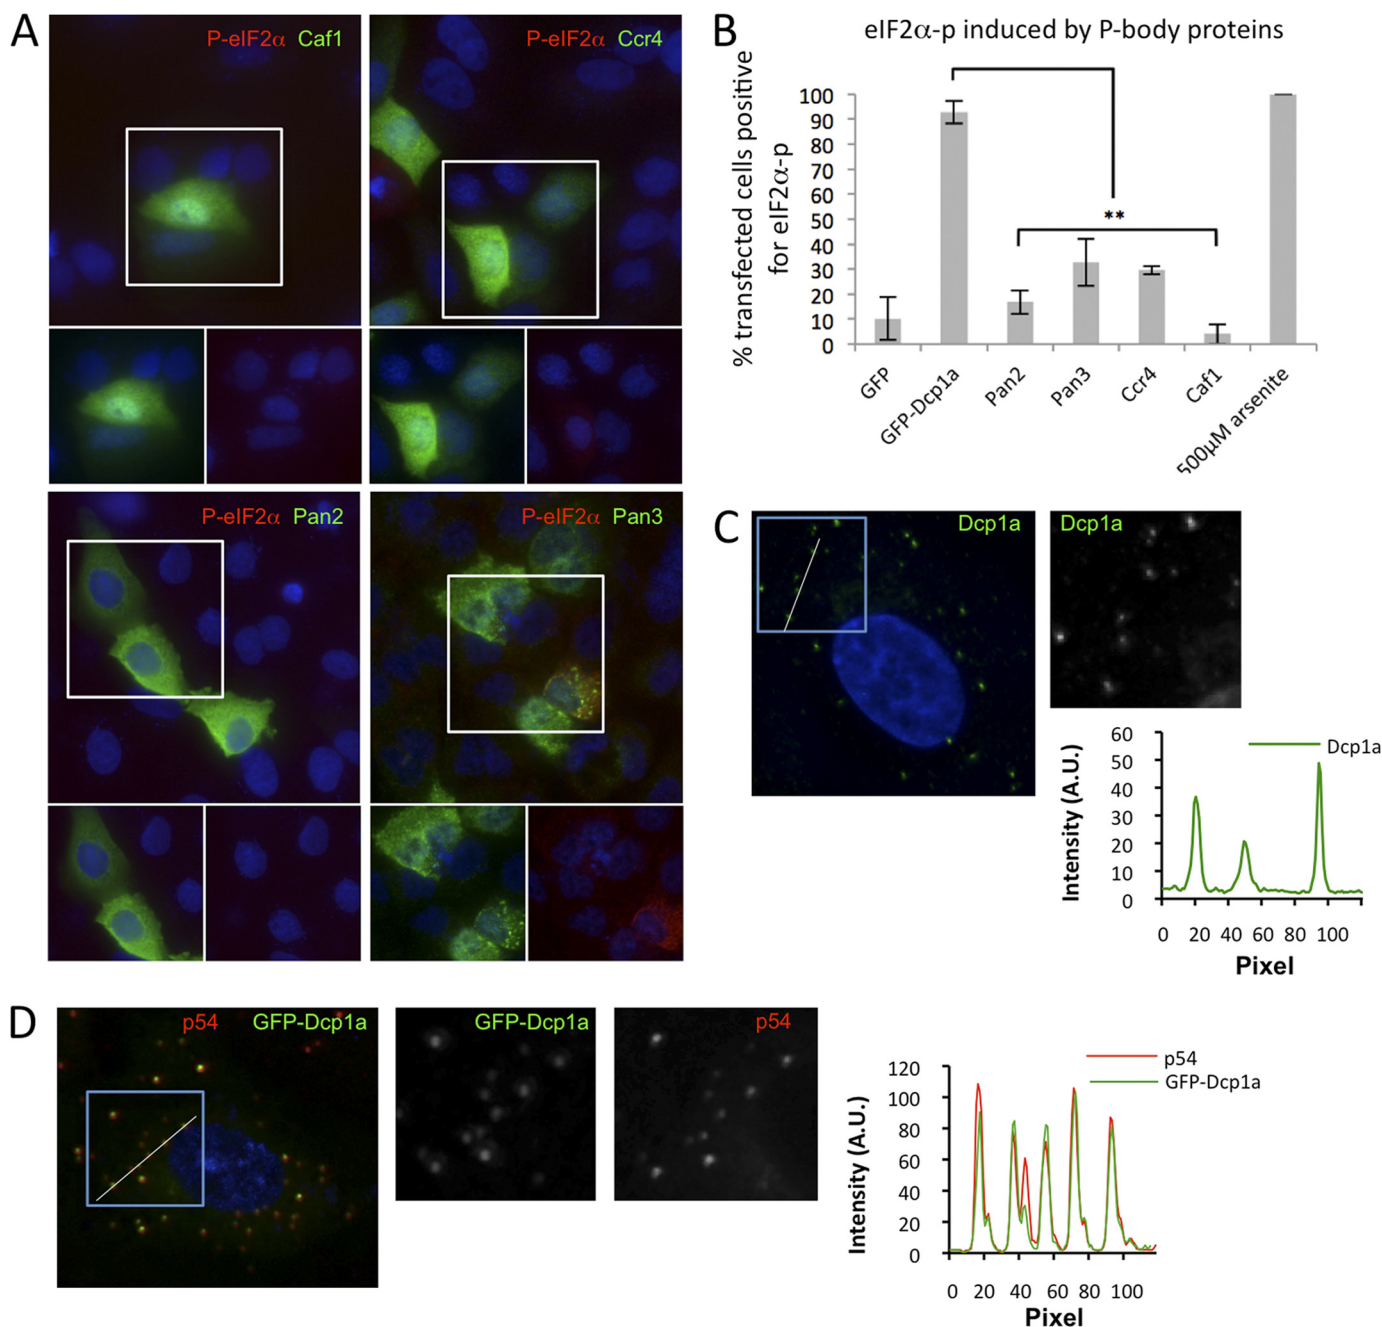 A
P-eIF2α Caf1
P-eIF2α Ccr4
P-eIF2α Pan2
P-eIF2α Pan3
B
eIF2α-p induced by P-body proteins
% transfected cells positive
for eIF2α-p
100
90
80
70
60
50
40
30
20
10
0
**
GFP
GFP-Dcp1a
Pan2
Pan3
Ccr4
Caf1
500µM arsenite
C
Dcp1a
Dcp1a
Intensity (A.U.)
60
50
40
30
20
10
0
Dcp1a
0 20 40 60 80 100
Pixel
D
p54 GFP-Dcp1a
GFP-Dcp1a
p54
Intensity (A.U.)
120
100
80
60
40
20
0
p54
GFP-Dcp1a
0 20 40 60 80 100
Pixel